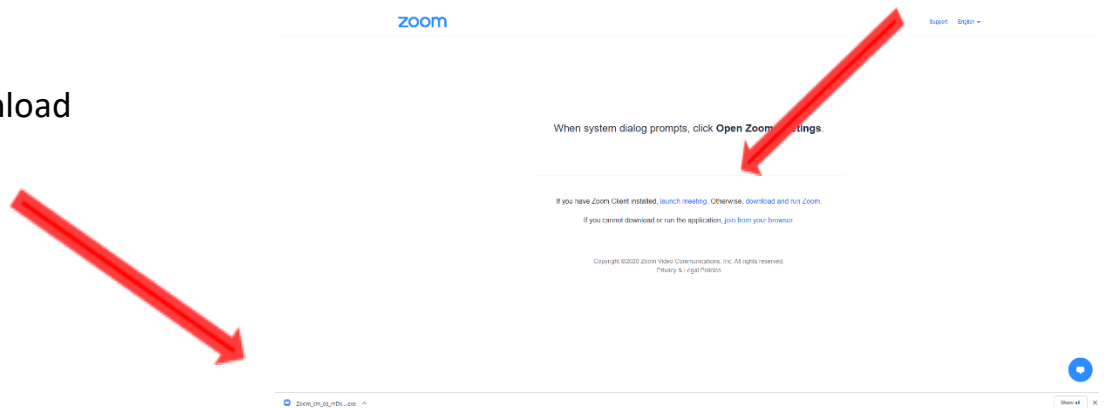 zoom
Support English
nload
When system dialog prompts, click Open Zoom tings.
If you have Zoom Client installed, launch meeting. Otherwise, download and run Zoom.
If you cannot download or run the application, join from your browser.
Copyright ©2020 Zoom Video Communications, Inc. All rights reserved.
Privacy & Legal Policies
Show all